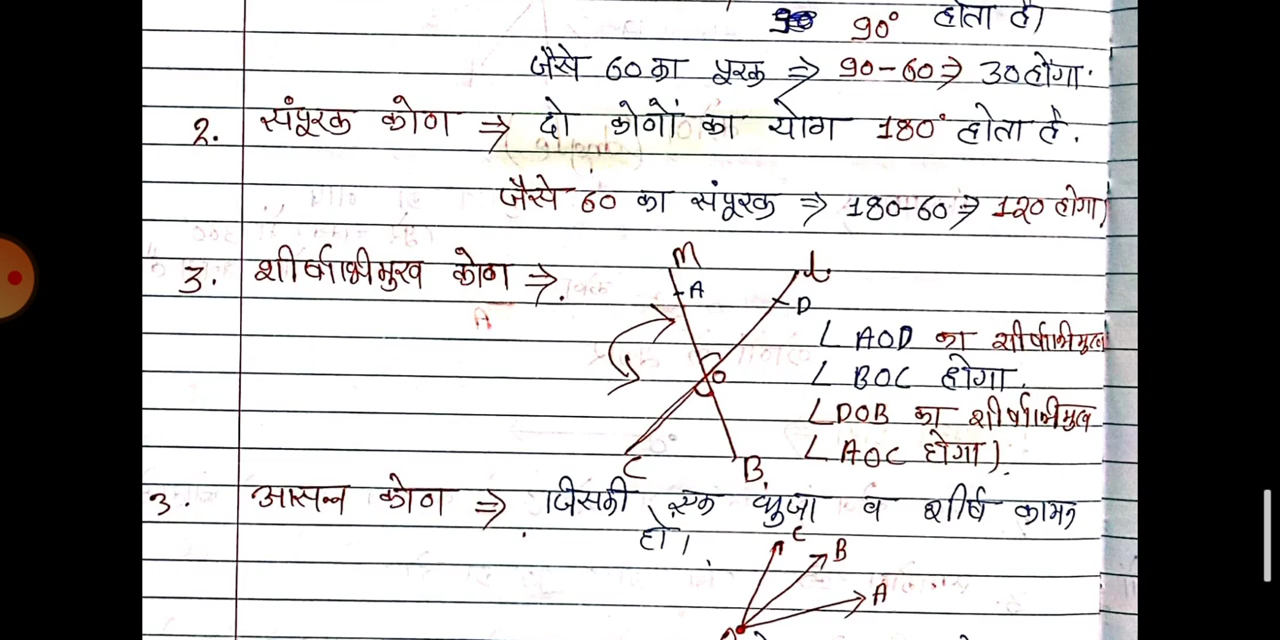 90 90° होता है।
जैसे 60 का पूरक ⇒ 90-60 ⇒ 30 होगा.
2. संपूरक कोण ⇒ दो कोणों का योग 180° होता है.
जैसे 60 का संपूरक ⇒ 180-60 ⇒ 120 होगा)
3. शीर्षाभीमुख कोण ⇒.
M
A
D
O
C
B
∠ AOD का शीर्षाभीमुख
∠ BOC होगा.
∠DOB का शीर्षाभीमुख
∠ AOC होगा).
3. आसन्न कोण ⇒ जिसकी एक भुजा व शीर्ष कामन
हो।
C
B
A